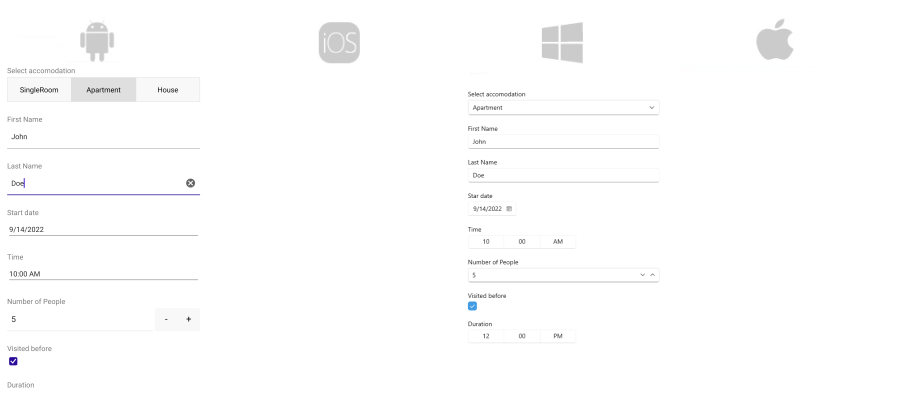 iOS
Select accomodation
SingleRoom Apartment House
First Name
John
Last Name
Doe
Start date
9/14/2022
Time
10:00 AM
Number of People
5 - +
Visited before
Duration
Select accomodation
Apartment
First Name
John
Last Name
Doe
Star date
9/14/2022
Time
10 00 AM
Number of People
5
Visited before
Duration
12 00 PM